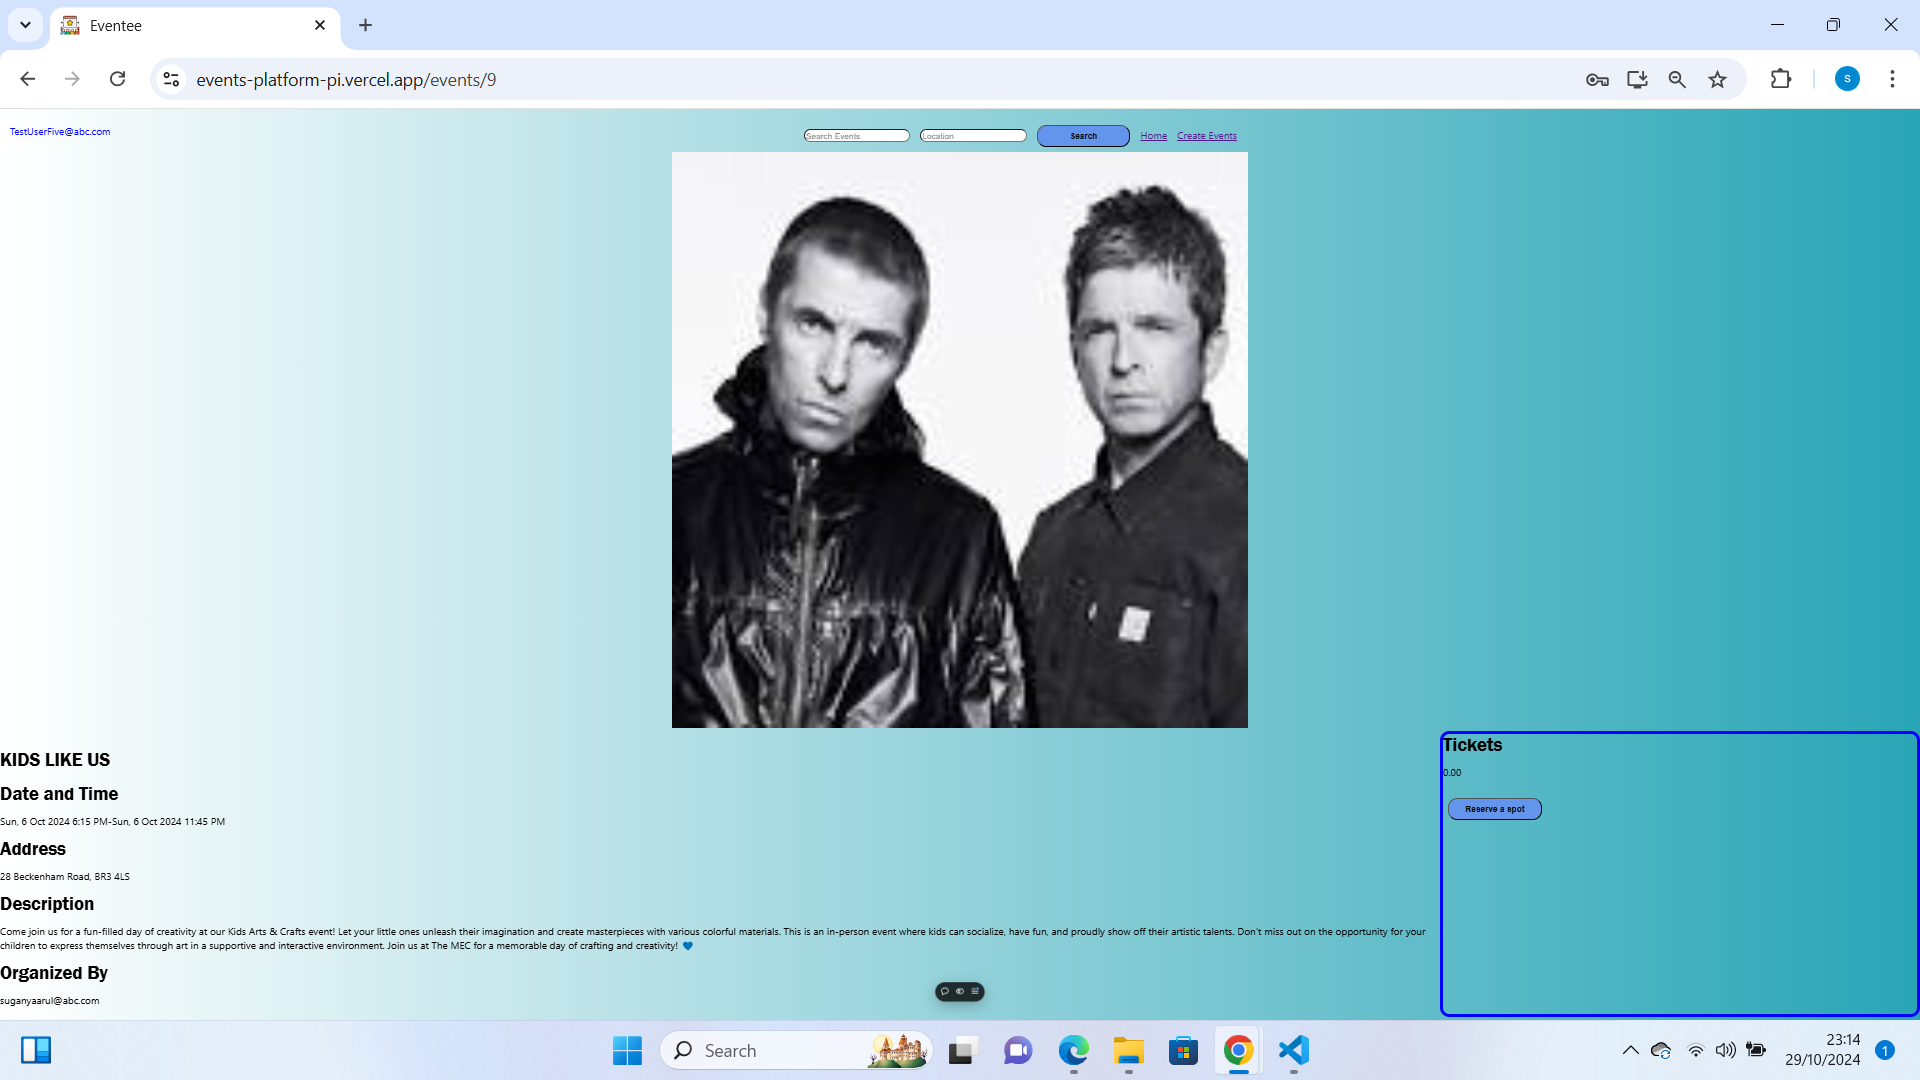 Eventee
events-platform-pi.vercel.app/events/9
S
TestUserFive@abc.com
Search Events
Location
Search
Home
Create Events
KIDS LIKE US
Date and Time
Sun, 6 Oct 2024 6:15 PM-Sun, 6 Oct 2024 11:45 PM
Address
28 Beckenham Road, BR3 4LS
Description
Come join us for a fun-filled day of creativity at our Kids Arts & Crafts event! Let your little ones unleash their imagination and create masterpieces with various colorful materials. This is an in-person event where kids can socialize, have fun, and proudly show off their artistic talents. Don't miss out on the opportunity for your
children to express themselves through art in a supportive and interactive environment. Join us at The MEC for a memorable day of crafting and creativity! 💙
Organized By
suganyaarul@abc.com
Tickets
0.00
Reserve a spot
Search
23:14
29/10/2024
1